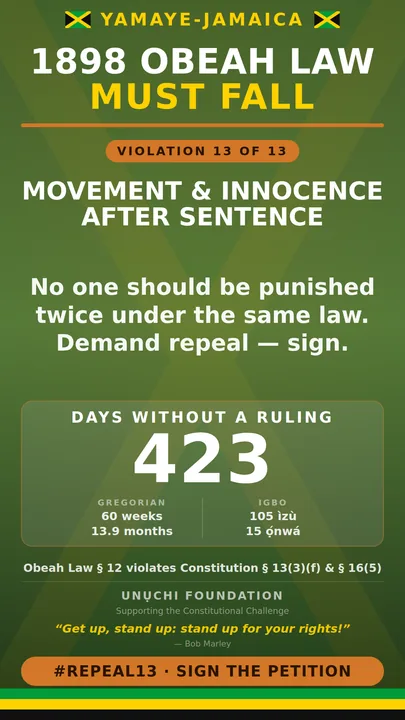 YAMAYE-JAMAICA
1898 OBEAH LAW
MUST FALL
VIOLATION 13 OF 13
MOVEMENT & INNOCENCE
AFTER SENTENCE
No one should be punished
twice under the same law.
Demand repeal — sign.
DAYS WITHOUT A RULING
423
GREGORIAN
60 weeks
13.9 months
IGBO
105 ìzù
15 ọ́nwá
Obeah Law § 12 violates Constitution § 13(3)(f) & § 16(5)
UNỤCHI FOUNDATION
Supporting the Constitutional Challenge
“Get up, stand up: stand up for your rights!”
— Bob Marley
#REPEAL13 · SIGN THE PETITION